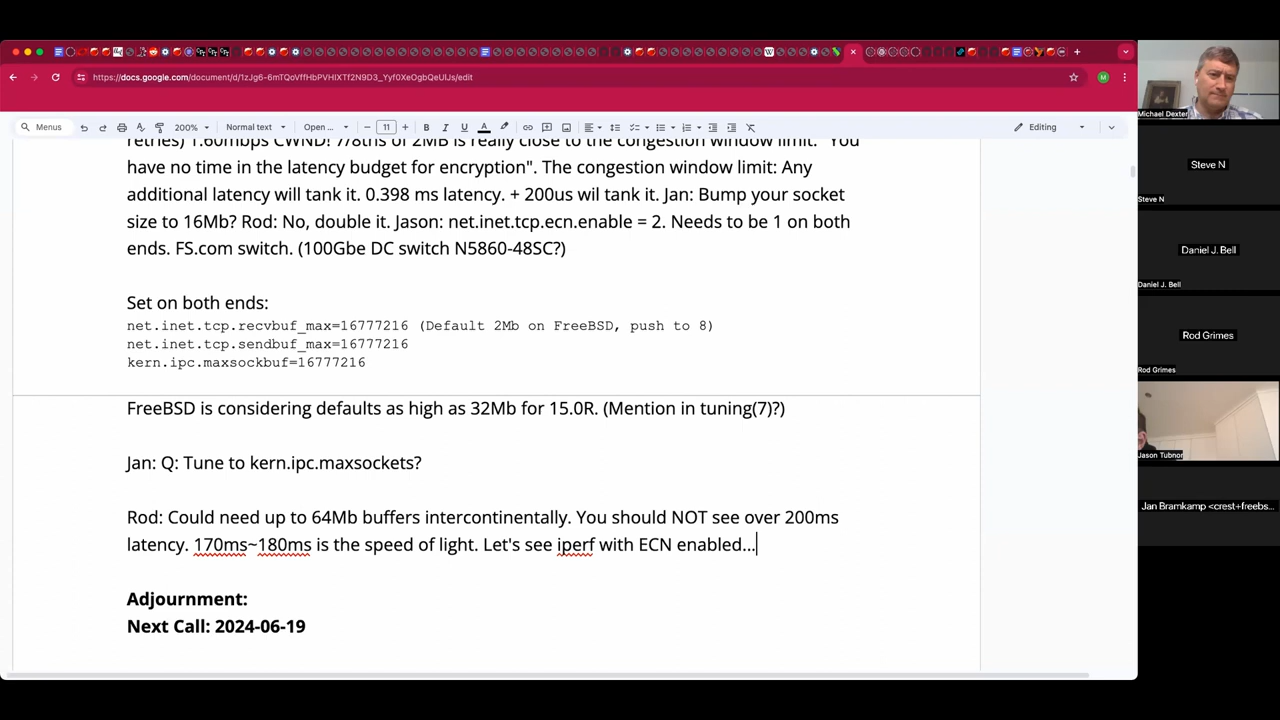 https://docs.google.com/document/d/1zJg6-6mTQoVffHbPVHIXTf2N9D3_Yyf0XeOgbQeUIJs/edit
M
Menus
200%
Normal text
Open ...
11
B
I
U
A
Editing
retries) 1.60mbps CWND! 7/8ths of 2MB is really close to the congestion window limit. "You
have no time in the latency budget for encryption". The congestion window limit: Any
additional latency will tank it. 0.398 ms latency. + 200us wil tank it. Jan: Bump your socket
size to 16Mb? Rod: No, double it. Jason: net.inet.tcp.ecn.enable = 2. Needs to be 1 on both
ends. FS.com switch. (100Gbe DC switch N5860-48SC?)
Set on both ends:
net.inet.tcp.recvbuf_max=16777216 (Default 2Mb on FreeBSD, push to 8)
net.inet.tcp.sendbuf_max=16777216
kern.ipc.maxsockbuf=16777216
FreeBSD is considering defaults as high as 32Mb for 15.0R. (Mention in tuning(7)?)
Jan: Q: Tune to kern.ipc.maxsockets?
Rod: Could need up to 64Mb buffers intercontinentally. You should NOT see over 200ms
latency. 170ms~180ms is the speed of light. Let's see iperf with ECN enabled...
Adjournment:
Next Call: 2024-06-19
Michael Dexter
Steve N
Steve N
Daniel J. Bell
Daniel J. Bell
Rod Grimes
Rod Grimes
Jason Tubnor
Jan Bramkamp <crest+freebs...